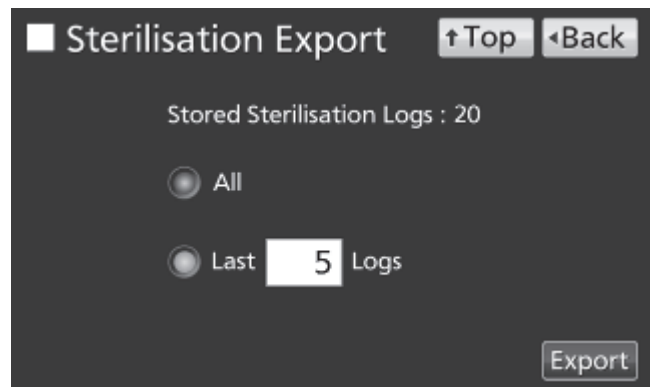 Sterilisation Export
Top
Back
Stored Sterilisation Logs : 20
All
Last 5 Logs
Export